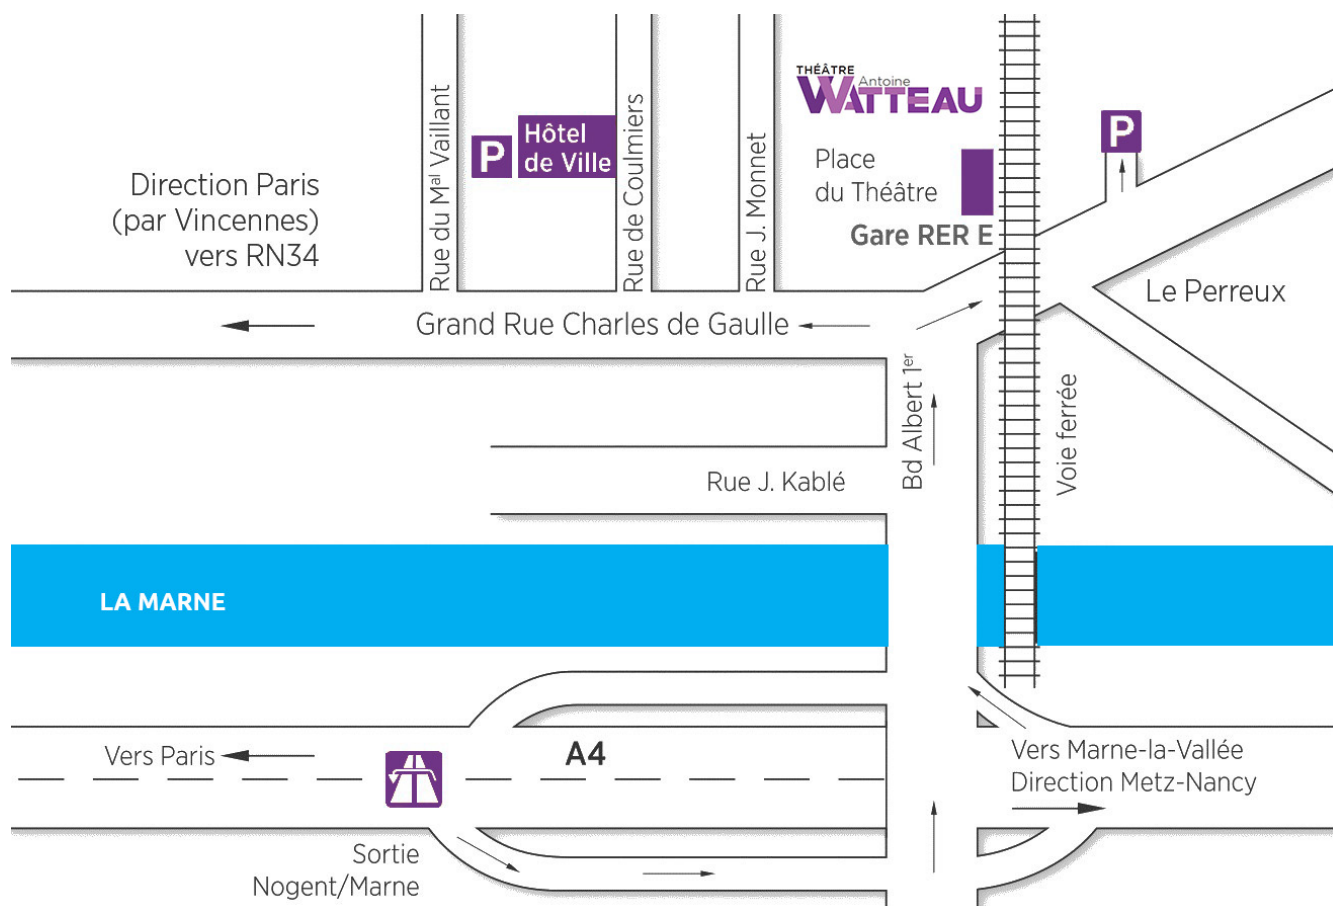 THÉÂTRE
Antoine
WATTEAU
P
Hôtel
de Ville
P
Place
du Théâtre
Gare RER E
Rue du Mal Vaillant
Rue de Coulmiers
Rue J. Monnet
Direction Paris
(par Vincennes)
vers RN34
Le Perreux
Grand Rue Charles de Gaulle
Bd Albert 1er
Voie ferrée
Rue J. Kablé
LA MARNE
A4
Vers Paris
Vers Marne-la-Vallée
Direction Metz-Nancy
Sortie
Nogent/Marne